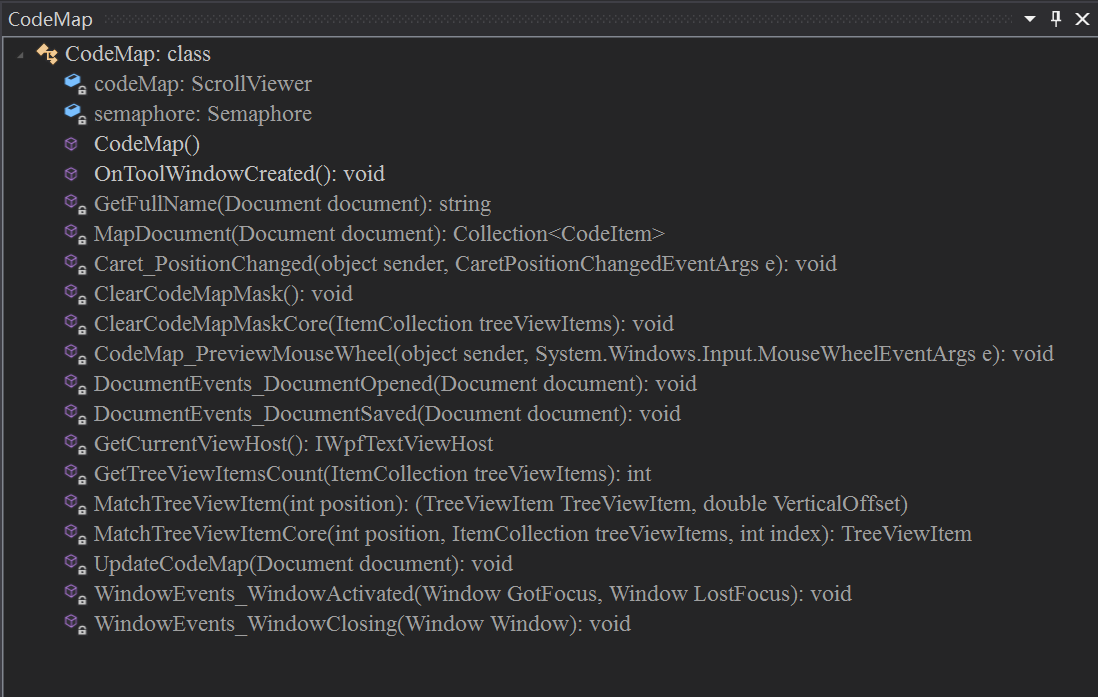 CodeMap
CodeMap: class
codeMap: ScrollViewer
semaphore: Semaphore
CodeMap()
OnToolWindowCreated(): void
GetFullName(Document document): string
MapDocument(Document document): Collection<CodeItem>
Caret_PositionChanged(object sender, CaretPositionChangedEventArgs e): void
ClearCodeMapMask(): void
ClearCodeMapMaskCore(ItemCollection treeViewItems): void
CodeMap_PreviewMouseWheel(object sender, System.Windows.Input.MouseWheelEventArgs e): void
DocumentEvents_DocumentOpened(Document document): void
DocumentEvents_DocumentSaved(Document document): void
GetCurrentViewHost(): IWpfTextViewHost
GetTreeViewItemsCount(ItemCollection treeViewItems): int
MatchTreeViewItem(int position): (TreeViewItem TreeViewItem, double VerticalOffset)
MatchTreeViewItemCore(int position, ItemCollection treeViewItems, int index): TreeViewItem
UpdateCodeMap(Document document): void
WindowEvents_WindowActivated(Window GotFocus, Window LostFocus): void
WindowEvents_WindowClosing(Window Window): void